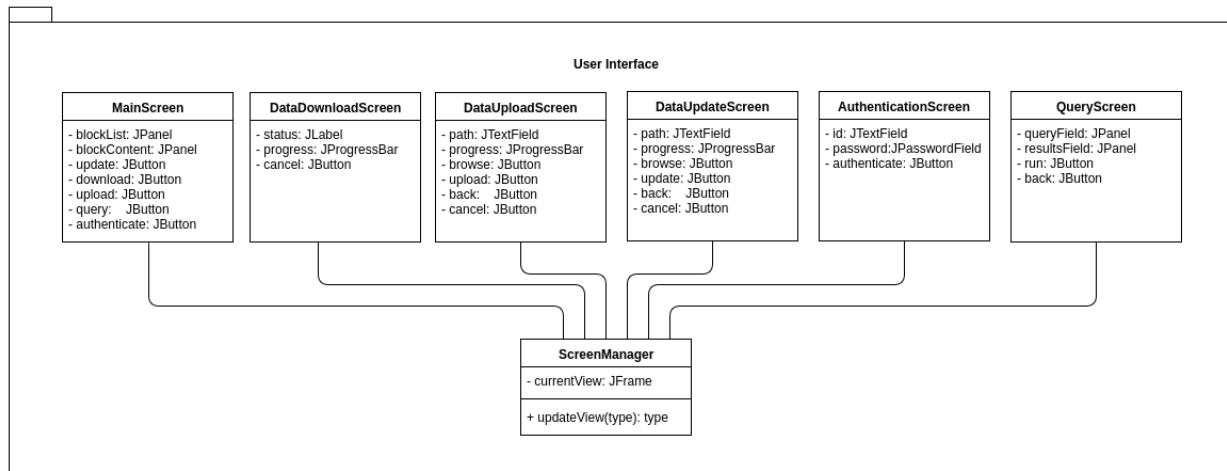 User Interface
MainScreen
- blockList: JPanel
- blockContent: JPanel
- update: JButton
- download: JButton
- upload: JButton
- query: JButton
- authenticate: JButton
DataDownloadScreen
- status: JLabel
- progress: JProgressBar
- cancel: JButton
DataUploadScreen
- path: JTextField
- progress: JProgressBar
- browse: JButton
- upload: JButton
- back: JButton
- cancel: JButton
DataUpdateScreen
- path: JTextField
- progress: JProgressBar
- browse: JButton
- update: JButton
- back: JButton
- cancel: JButton
AuthenticationScreen
- id: JTextField
- password:JPasswordField
- authenticate: JButton
QueryScreen
- queryField: JPanel
- resultsField: JPanel
- run: JButton
- back: JButton
ScreenManager
- currentView: JFrame
+ updateView(type): type